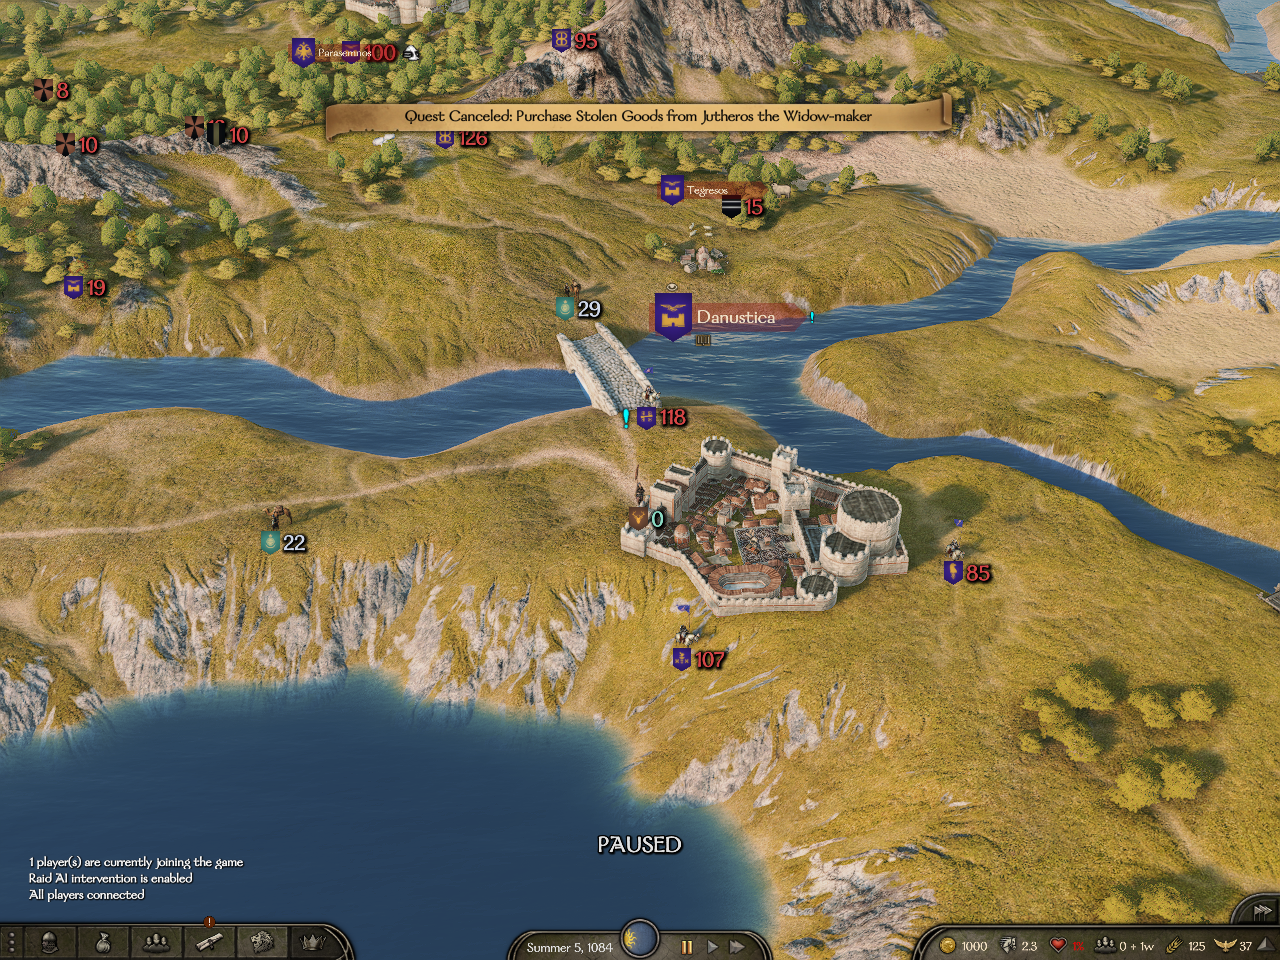 Parasemnos
100
95
8
Quest Canceled: Purchase Stolen Goods from Jutheros the Widow-maker
10
10
126
Tegresos
15
19
29
Danustica
!
! 118
0
22
85
107
PAUSED
1 player(s) are currently joining the game
Raid AI intervention is enabled
All players connected
!
Summer 5, 1084
1000
2.3
0 + 1w
125
37